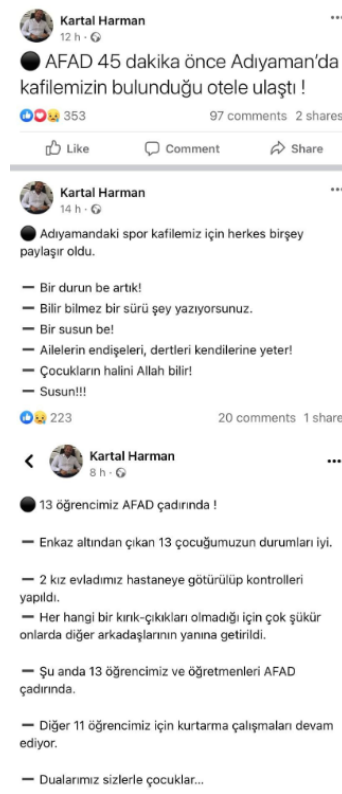 Kartal Harman
12 h ·
● AFAD 45 dakika önce Adıyaman’da
kafilemizin bulunduğu otele ulaştı !
353
97 comments 2 shares
Like Comment Share
Kartal Harman
14 h ·
● Adıyamandaki spor kafilemiz için herkes birşey
paylaşır oldu.
— Bir durun be artık!
— Bilir bilmez bir sürü şey yazıyorsunuz.
— Bir susun be!
— Ailelerin endişeleri, dertleri kendilerine yeter!
— Çocukların halini Allah bilir!
— Susun!!!
223
20 comments 1 share
Kartal Harman
8 h ·
● 13 öğrencimiz AFAD çadırında !
— Enkaz altından çıkan 13 çocuğumuzun durumları iyi.
— 2 kız evladımız hastaneye götürülüp kontrolleri
yapıldı.
— Her hangi bir kırık-çıkıkları olmadığı için çok şükür
onlarda diğer arkadaşlarının yanına getirildi.
— Şu anda 13 öğrencimiz ve öğretmenleri AFAD
çadırında.
— Diğer 11 öğrencimiz için kurtarma çalışmaları devam
ediyor.
— Dualarımız sizlerle çocuklar...